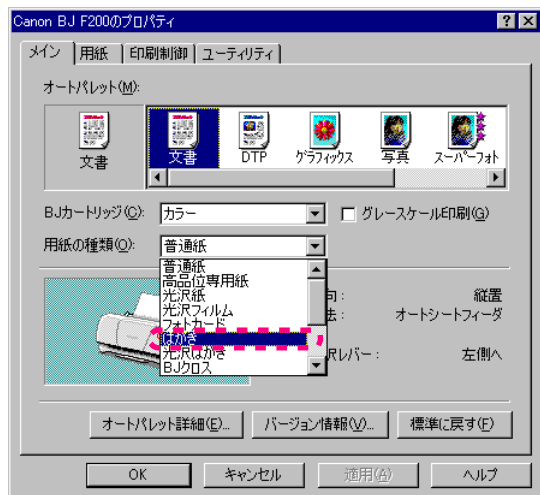 Canon BJ F200のプロパティ
メイン 用紙 印刷制御 ユーティリティ
オートパレット(M):
文書 文書 DTP グラフィックス 写真 スーパーフォト
BJカートリッジ(C): カラー グレースケール印刷(G)
用紙の種類(O): 普通紙
普通紙
高品位専用紙
光沢紙
光沢フィルム
フォトカード
はがき
光沢はがき
BJクロス
向: 縦置
法: オートシートフィーダ
択レバー: 左側へ
オートパレット詳細(E)... バージョン情報(V)... 標準に戻す(F)
OK キャンセル 適用(A) ヘルプ